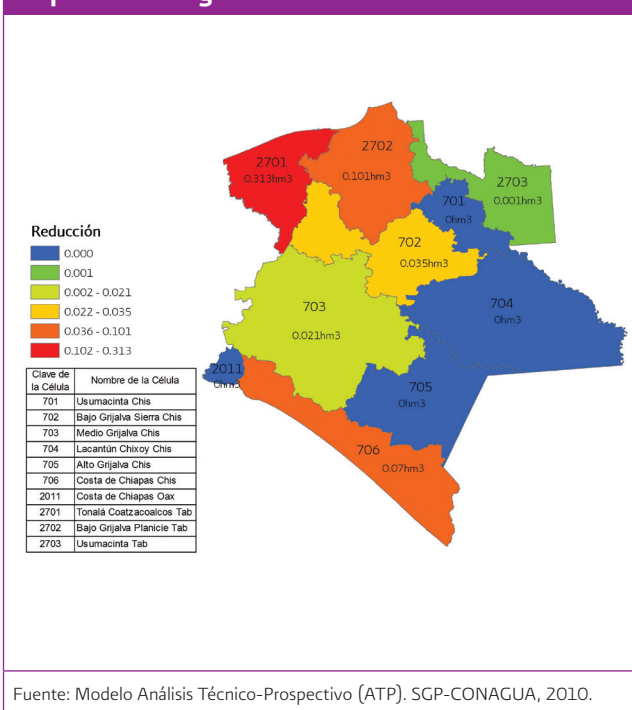 2701
0.313hm3
2702
0.101hm3
2703
0.001hm3
701
0hm3
702
0.035hm3
704
0hm3
703
0.021hm3
2011
0hm3
705
0hm3
706
0.07hm3
Reducción
0.000
0.001
0.002 - 0.021
0.022 - 0.035
0.036 - 0.101
0.102 - 0.313
Clave de la Célula Nombre de la Célula
701 Usumacinta Chis
702 Bajo Grijalva Sierra Chis
703 Medio Grijalva Chis
704 Lacantún Chixoy Chis
705 Alto Grijalva Chis
706 Costa de Chiapas Chis
2011 Costa de Chiapas Oax
2701 Tonalá Coatzacoalcos Tab
2702 Bajo Grijalva Planicie Tab
2703 Usumacinta Tab
Fuente: Modelo Análisis Técnico-Prospectivo (ATP). SGP-CONAGUA, 2010.